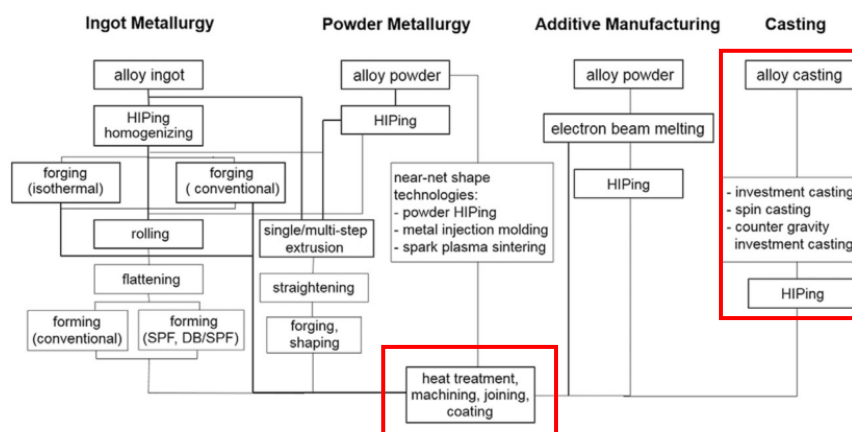 Ingot Metallurgy
Powder Metallurgy
Additive Manufacturing
Casting
alloy ingot
HIPing
homogenizing
forging
(isothermal)
forging
( conventional)
rolling
flattening
forming
(conventional)
forming
(SPF, DB/SPF)
alloy powder
HIPing
single/multi-step
extrusion
straightening
forging,
shaping
near-net shape
technologies:
- powder HIPing
- metal injection molding
- spark plasma sintering
alloy powder
electron beam melting
HIPing
alloy casting
- investment casting
- spin casting
- counter gravity
investment casting
HIPing
heat treatment,
machining, joining,
coating